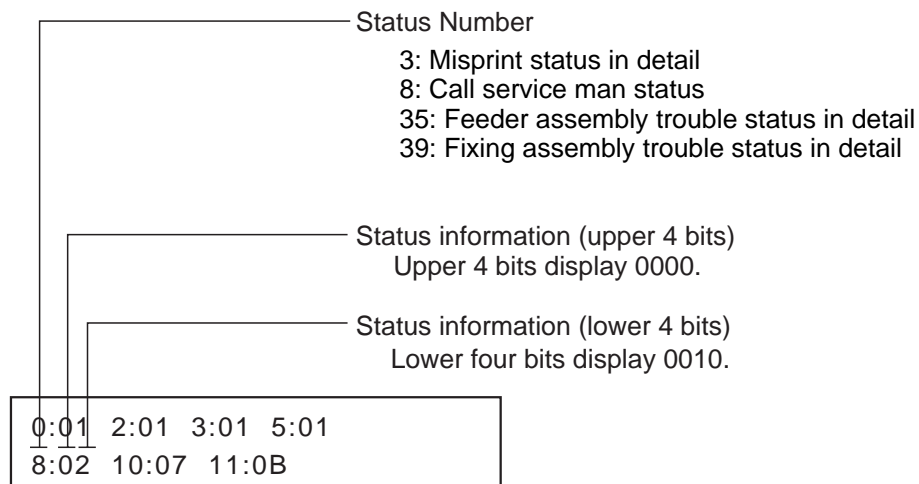 Status Number
3: Misprint status in detail
8: Call service man status
35: Feeder assembly trouble status in detail
39: Fixing assembly trouble status in detail
Status information (upper 4 bits)
Upper 4 bits display 0000.
Status information (lower 4 bits)
Lower four bits display 0010.
0:01 2:01 3:01 5:01
8:02 10:07 11:0B